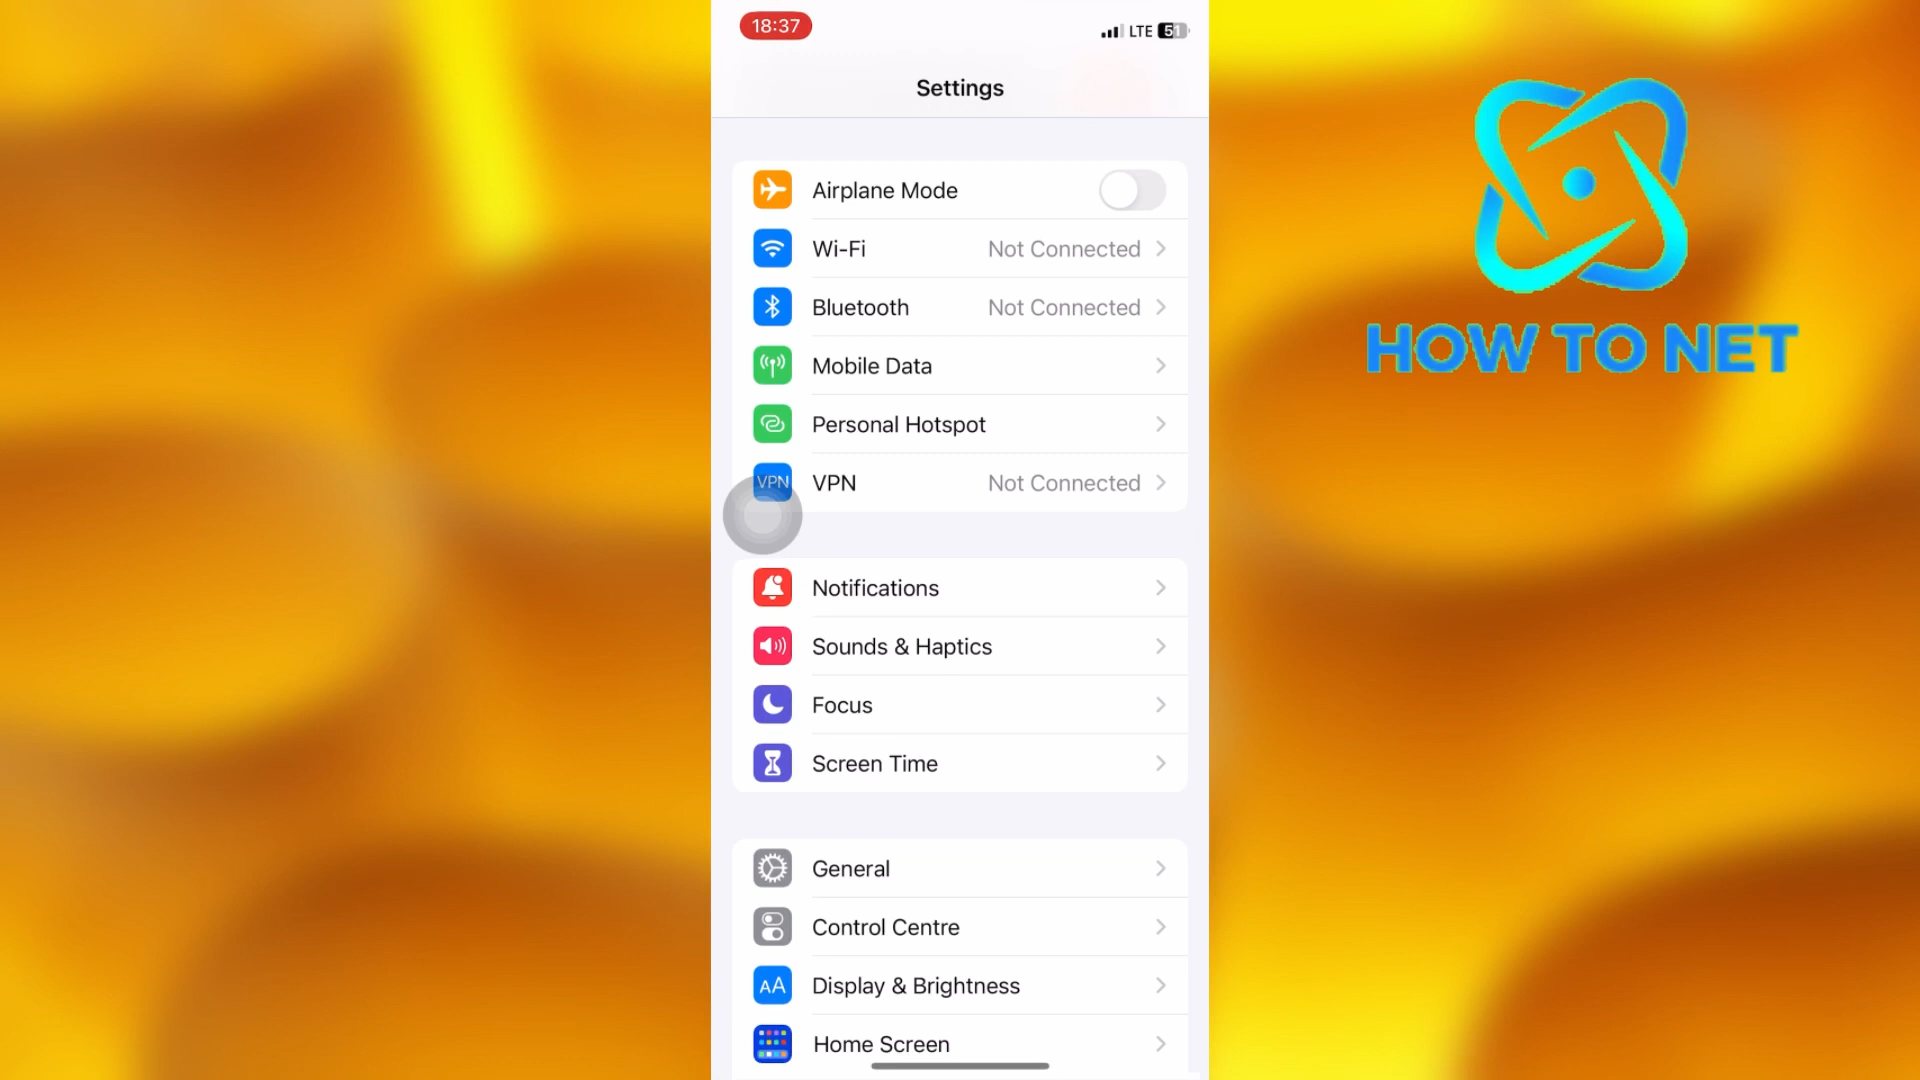 18:37
LTE 51
Settings
Airplane Mode
Wi-Fi Not Connected
Bluetooth Not Connected
Mobile Data
Personal Hotspot
VPN VPN Not Connected
Notifications
Sounds & Haptics
Focus
Screen Time
General
Control Centre
AA Display & Brightness
Home Screen
HOW TO NET